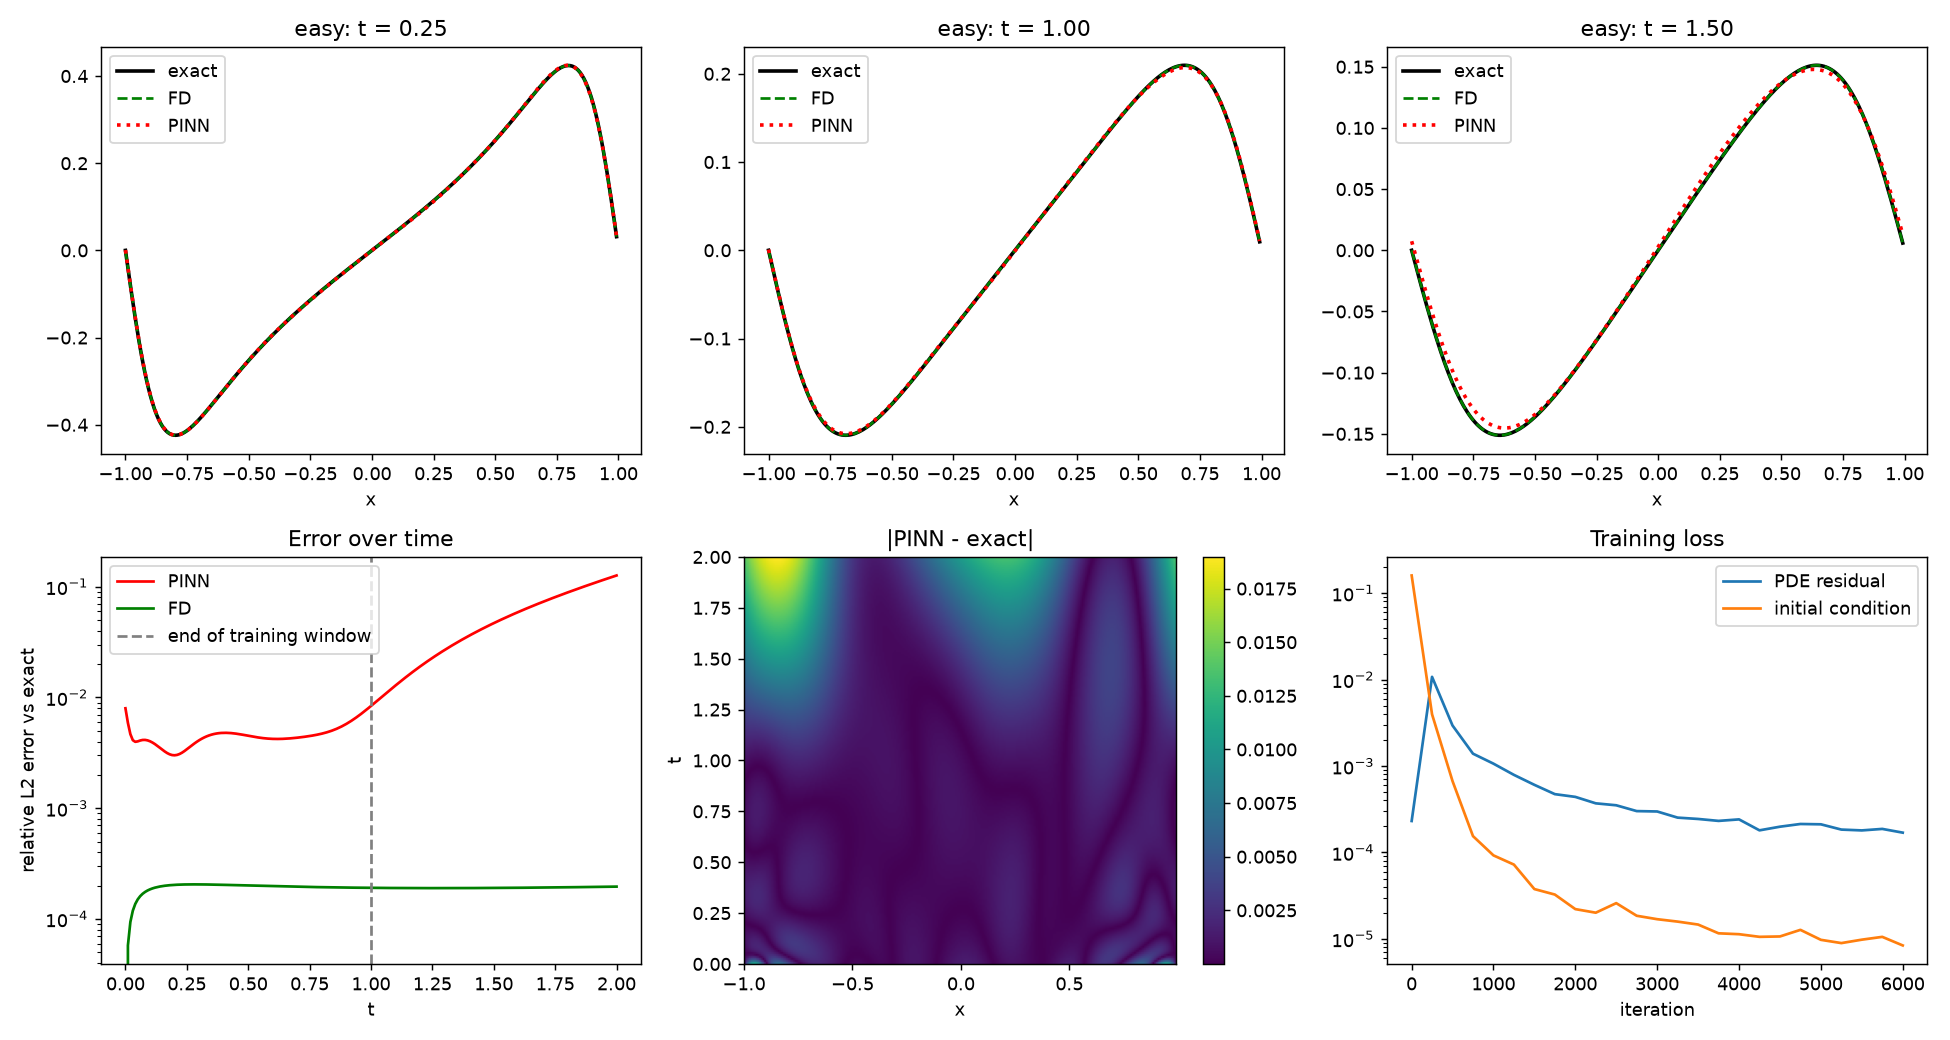 easy: t = 0.25
0.4
0.2
0.0
−0.2
−0.4
exact
FD
PINN
−1.00 −0.75 −0.50 −0.25 0.00 0.25 0.50 0.75 1.00
x
easy: t = 1.00
0.2
0.1
0.0
−0.1
−0.2
exact
FD
PINN
−1.00 −0.75 −0.50 −0.25 0.00 0.25 0.50 0.75 1.00
x
easy: t = 1.50
0.15
0.10
0.05
0.00
−0.05
−0.10
−0.15
exact
FD
PINN
−1.00 −0.75 −0.50 −0.25 0.00 0.25 0.50 0.75 1.00
x
Error over time
relative L2 error vs exact
10⁻¹
10⁻²
10⁻³
10⁻⁴
PINN
FD
end of training window
0.00 0.25 0.50 0.75 1.00 1.25 1.50 1.75 2.00
t
|PINN - exact|
t
2.00
1.75
1.50
1.25
1.00
0.75
0.50
0.25
0.00
−1.0 −0.5 0.0 0.5
x
0.0175
0.0150
0.0125
0.0100
0.0075
0.0050
0.0025
Training loss
10⁻¹
10⁻²
10⁻³
10⁻⁴
10⁻⁵
PDE residual
initial condition
0 1000 2000 3000 4000 5000 6000
iteration